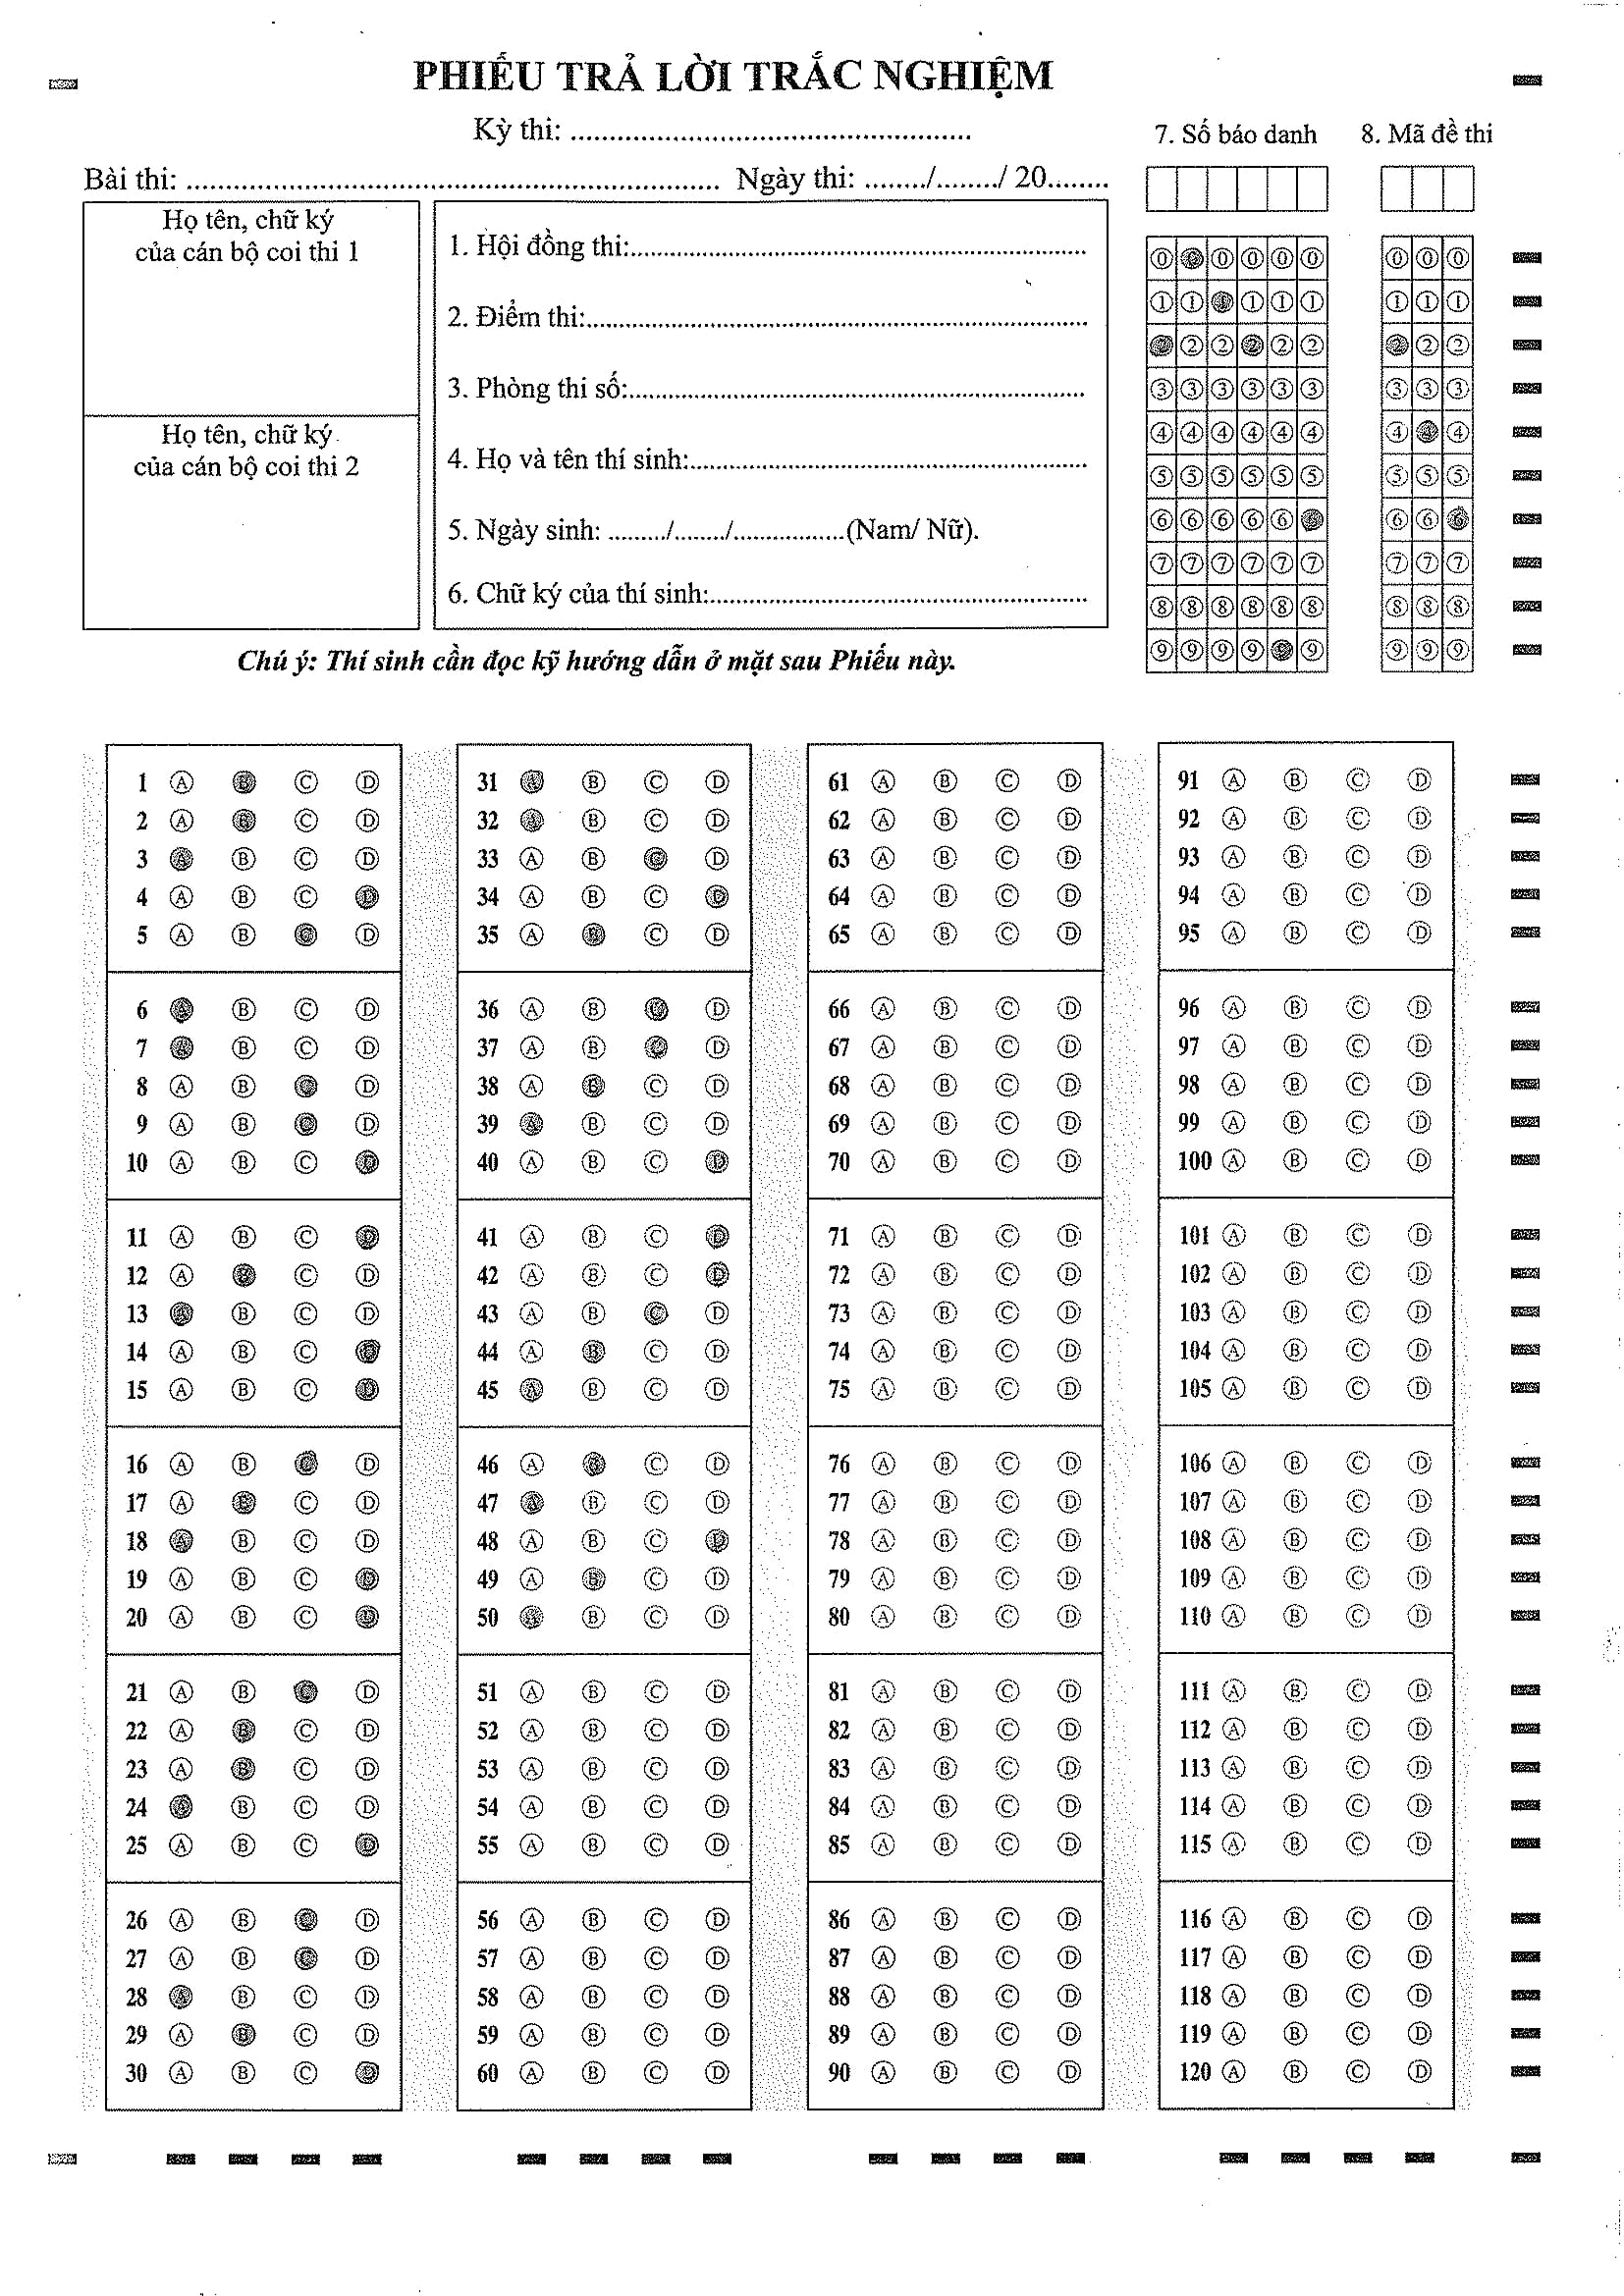 PHIẾU TRẢ LỜI TRẮC NGHIỆM
Kỳ thi: ....................................................
7. Số báo danh 8. Mã đề thi
Bài thi: ..................................................................... Ngày thi: ......../......../ 20........
Họ tên, chữ ký
của cán bộ coi thi 1
Họ tên, chữ ký
của cán bộ coi thi 2
1. Hội đồng thi:...........................................................
2. Điểm thi:................................................................
3. Phòng thi số:...........................................................
4. Họ và tên thí sinh:...................................................
5. Ngày sinh: ......../......../................(Nam/ Nữ).
6. Chữ ký của thí sinh:.................................................
0 0 0 0 0 0 0 0
1 1 1 1 1 1 1 1
2 2 2 2 2 2 2 2
3 3 3 3 3 3 3 3 3
4 4 4 4 4 4 4 4
5 5 5 5 5 5 5 5 5
6 6 6 6 6 6 6
7 7 7 7 7 7 7 7 7
8 8 8 8 8 8 8 8 8
9 9 9 9 9 9 9 9
Chú ý: Thí sinh cần đọc kỹ hướng dẫn ở mặt sau Phiếu này.
1 A B C D 31 A B C D 61 A B C D 91 A B C D
2 A B C D 32 A B C D 62 A B C D 92 A B C D
3 A B C D 33 A B C D 63 A B C D 93 A B C D
4 A B C D 34 A B C D 64 A B C D 94 A B C D
5 A B C D 35 A B C D 65 A B C D 95 A B C D
6 A B C D 36 A B C D 66 A B C D 96 A B C D
7 A B C D 37 A B C D 67 A B C D 97 A B C D
8 A B C D 38 A B C D 68 A B C D 98 A B C D
9 A B C D 39 A B C D 69 A B C D 99 A B C D
10 A B C D 40 A B C D 70 A B C D 100 A B C D
11 A B C D 41 A B C D 71 A B C D 101 A B C D
12 A B C D 42 A B C D 72 A B C D 102 A B C D
13 A B C D 43 A B C D 73 A B C D 103 A B C D
14 A B C D 44 A B C D 74 A B C D 104 A B C D
15 A B C D 45 A B C D 75 A B C D 105 A B C D
16 A B C D 46 A B C D 76 A B C D 106 A B C D
17 A B C D 47 A B C D 77 A B C D 107 A B C D
18 A B C D 48 A B C D 78 A B C D 108 A B C D
19 A B C D 49 A B C D 79 A B C D 109 A B C D
20 A B C D 50 A B C D 80 A B C D 110 A B C D
21 A B C D 51 A B C D 81 A B C D 111 A B C D
22 A B C D 52 A B C D 82 A B C D 112 A B C D
23 A B C D 53 A B C D 83 A B C D 113 A B C D
24 A B C D 54 A B C D 84 A B C D 114 A B C D
25 A B C D 55 A B C D 85 A B C D 115 A B C D
26 A B C D 56 A B C D 86 A B C D 116 A B C D
27 A B C D 57 A B C D 87 A B C D 117 A B C D
28 A B C D 58 A B C D 88 A B C D 118 A B C D
29 A B C D 59 A B C D 89 A B C D 119 A B C D
30 A B C D 60 A B C D 90 A B C D 120 A B C D